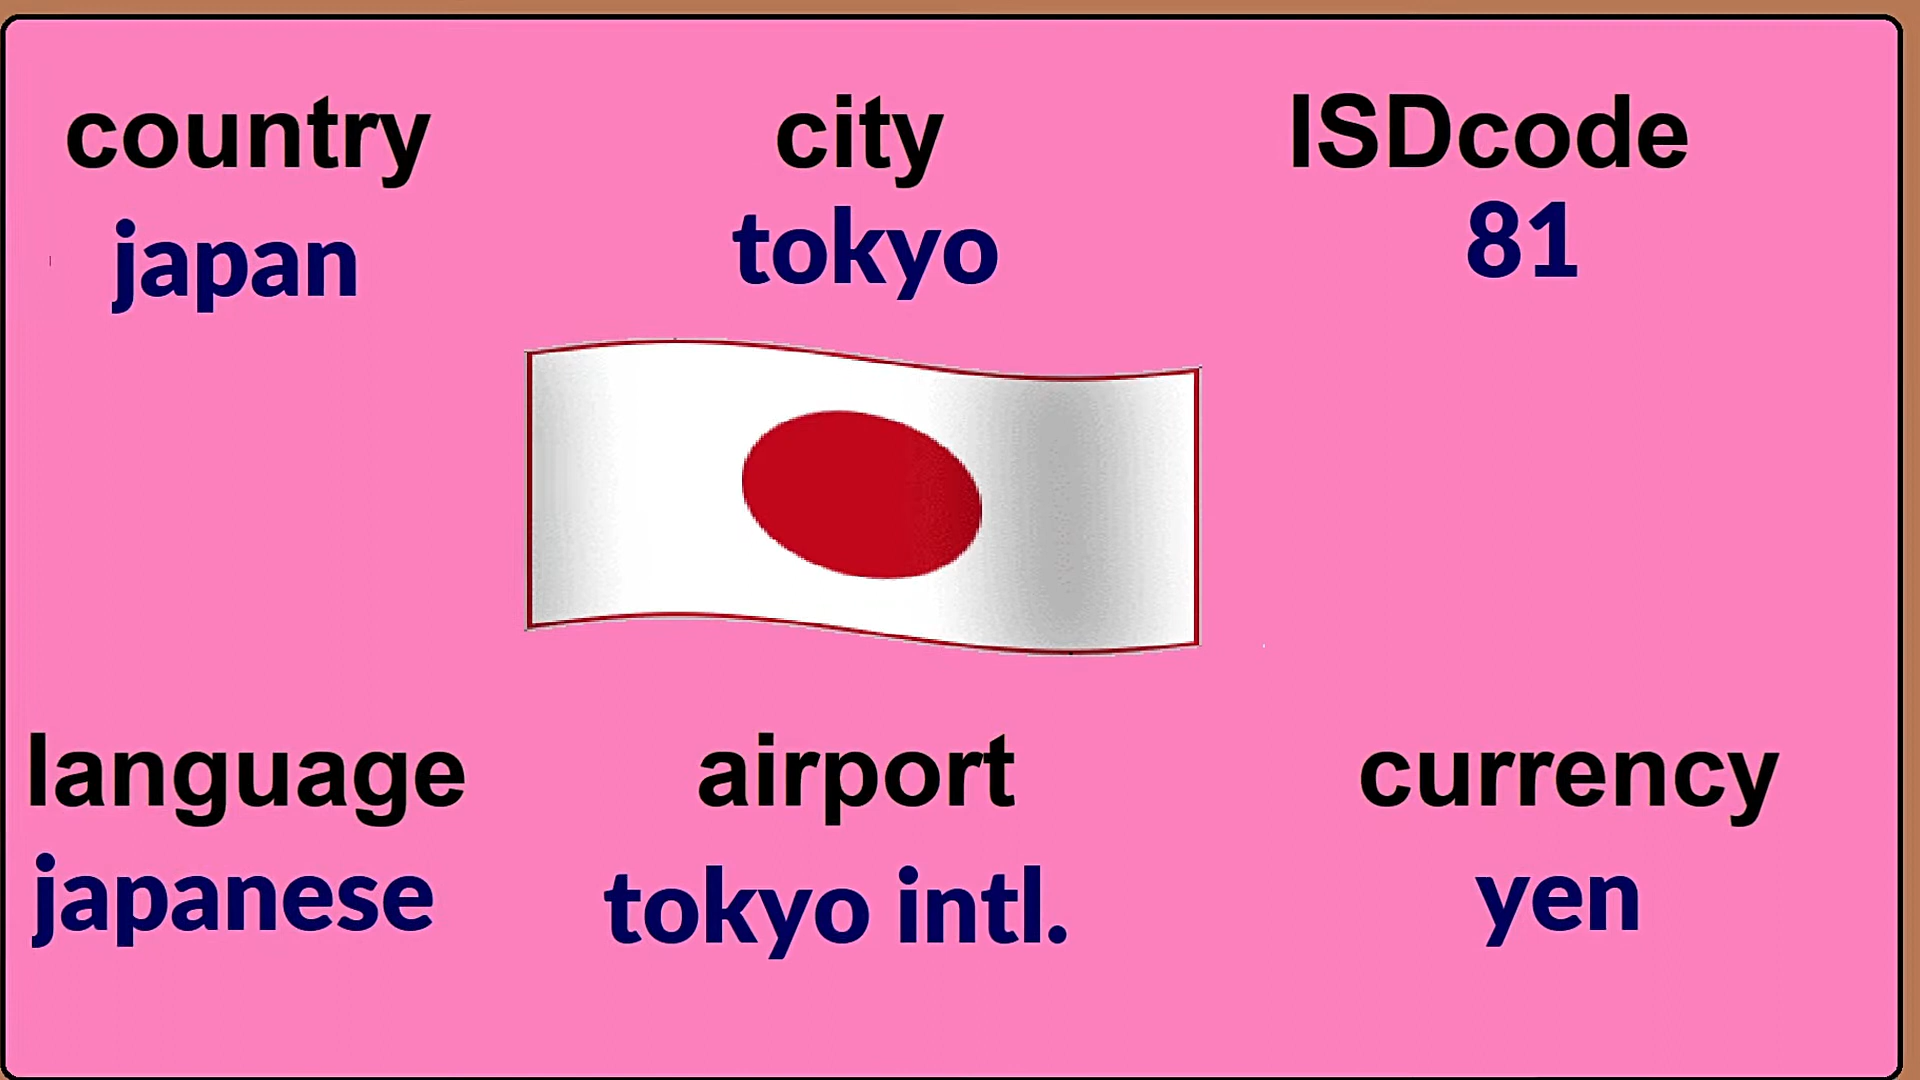 country
japan
city
tokyo
ISDcode
81
language
japanese
airport
tokyo intl.
currency
yen